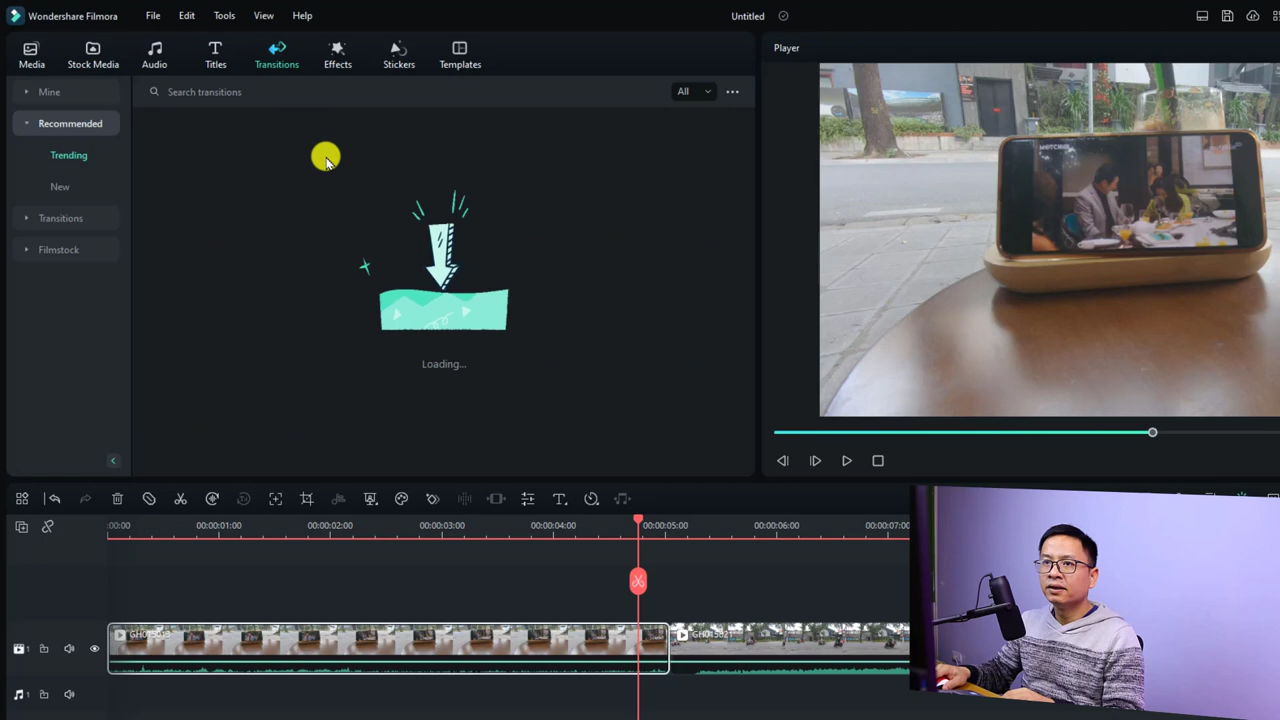 Wondershare Filmora
File
Edit
Tools
View
Help
Untitled
Media
Stock Media
Audio
Titles
Transitions
Effects
Stickers
Templates
Player
Mine
Search transitions
All
Recommended
Trending
New
Transitions
Filmstock
Loading...
:00:00
00:00:01:00
00:00:02:00
00:00:03:00
00:00:04:00
00:00:05:00
00:00:06:00
00:00:07:00
1
1